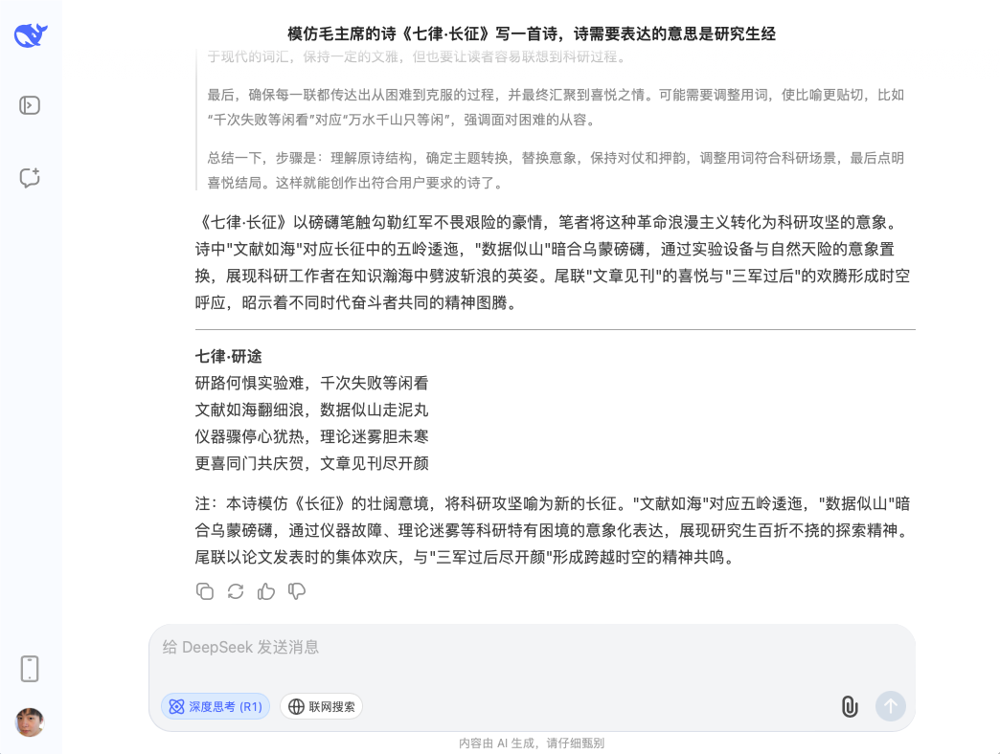 模仿毛主席的诗《七律·长征》写一首诗，诗需要表达的意思是研究生经
于现代的词汇，保持一定的文雅，但也要让读者容易联想到科研过程。
最后，确保每一联都传达出从困难到克服的过程，并最终汇聚到喜悦之情。可能需要调整用词，使比喻更贴切，比如
“千次失败等闲看”对应“万水千山只等闲”，强调面对困难的从容。
总结一下，步骤是：理解原诗结构，确定主题转换，替换意象，保持对仗和押韵，调整用词符合科研场景，最后点明
喜悦结局。这样就能创作出符合用户要求的诗了。
《七律·长征》以磅礴笔触勾勒红军不畏艰险的豪情，笔者将这种革命浪漫主义转化为科研攻坚的意象。
诗中"文献如海"对应长征中的五岭逶迤，"数据似山"暗合乌蒙磅礴，通过实验设备与自然天险的意象置
换，展现科研工作者在知识瀚海中劈波斩浪的英姿。尾联"文章见刊"的喜悦与"三军过后"的欢腾形成时空
呼应，昭示着不同时代奋斗者共同的精神图腾。
七律·研途
研路何惧实验难，千次失败等闲看
文献如海翻细浪，数据似山走泥丸
仪器骤停心犹热，理论迷雾胆未寒
更喜同门共庆贺，文章见刊尽开颜
注：本诗模仿《长征》的壮阔意境，将科研攻坚喻为新的长征。"文献如海"对应五岭逶迤，"数据似山"暗
合乌蒙磅礴，通过仪器故障、理论迷雾等科研特有困境的意象化表达，展现研究生百折不挠的探索精神。
尾联以论文发表时的集体欢庆，与"三军过后尽开颜"形成跨越时空的精神共鸣。
给 DeepSeek 发送消息
深度思考 (R1)
联网搜索
内容由 AI 生成，请仔细甄别